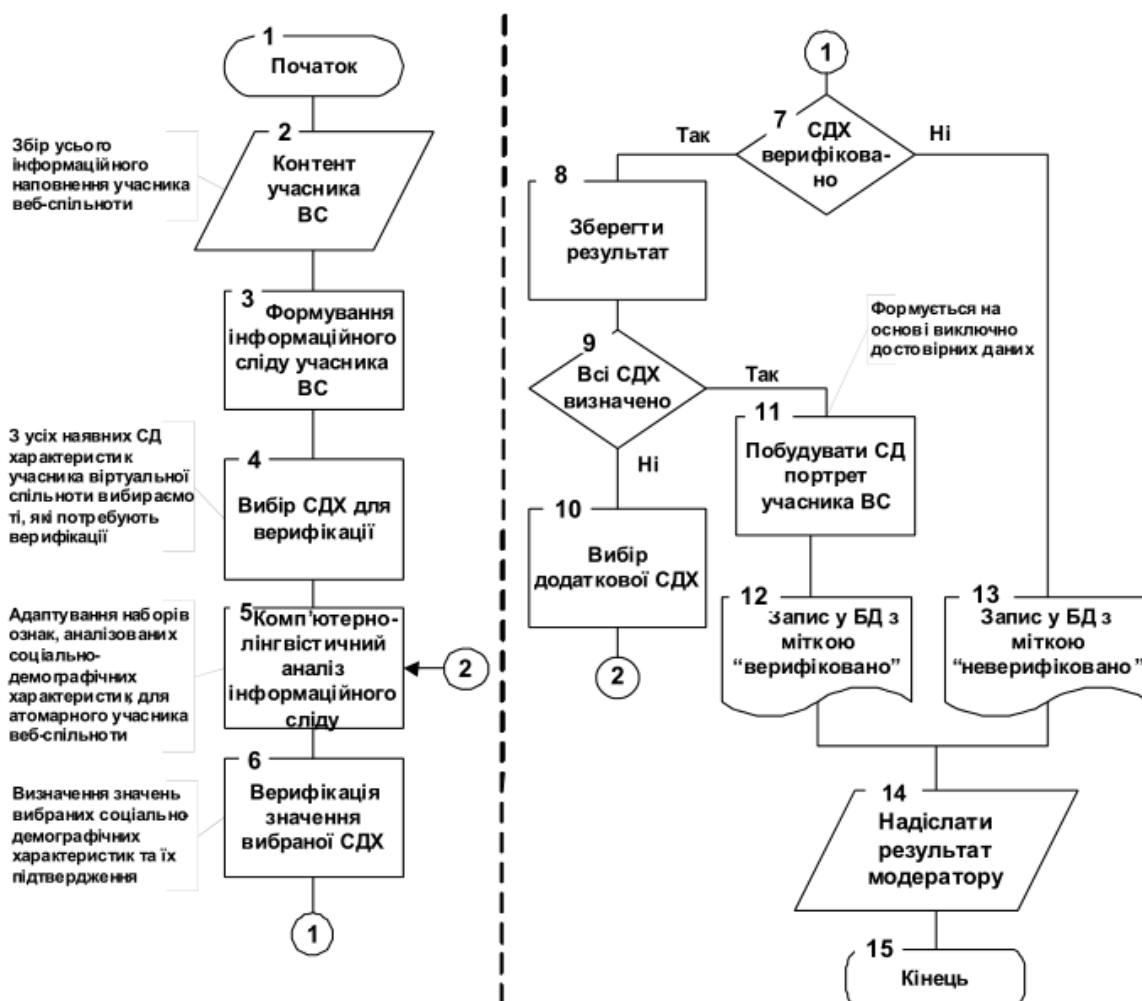 1
Початок
Збір усього
інформаційного
наповнення учасника
веб-спільноти
2
Контент
учасника
ВС
3
Формування
інформаційного
сліду учасника
ВС
З усіх наявних СД
характеристик
учасника віртуальної
спільноти вибираємо
ті, які потребують
верифікації
4
Вибір СДХ для
верифікації
Адаптування наборів
ознак, аналізованих
соціально-
демографічних
характеристик, для
атомарного учасника
веб-спільноти
5
Комп’ютерно-
лінгвістичний
аналіз
інформаційного
сліду
2
Визначення значень
вибраних соціально-
демографічних
характеристик та їх
підтвердження
6
Верифікація
значення
вибраної СДХ
1
1
7
СДХ
верифікова-
но
Так
Ні
8
Зберегти
результат
Формується на
основі виключно
достовірних даних
9
Всі СДХ
визначено
Так
Ні
11
Побудувати СД
портрет
учасника ВС
10
Вибір
додаткової СДХ
2
12
Запис у БД з
міткою
“верифіковано”
13
Запис у БД з
міткою
“неверифіковано”
14
Надіслати
результат
модератору
15
Кінець